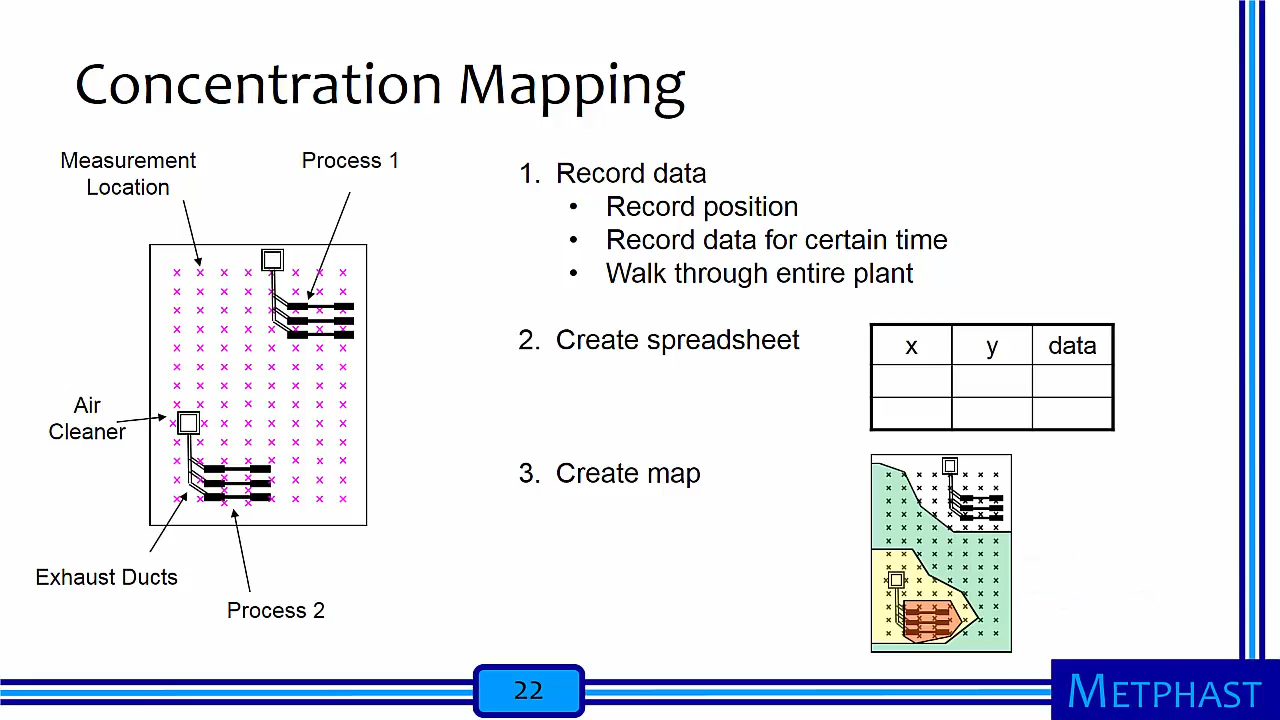 Concentration Mapping
Measurement
Location
Process 1
Air
Cleaner
Exhaust Ducts
Process 2
1. Record data
• Record position
• Record data for certain time
• Walk through entire plant
2. Create spreadsheet
x y data
3. Create map
22
METPHAST